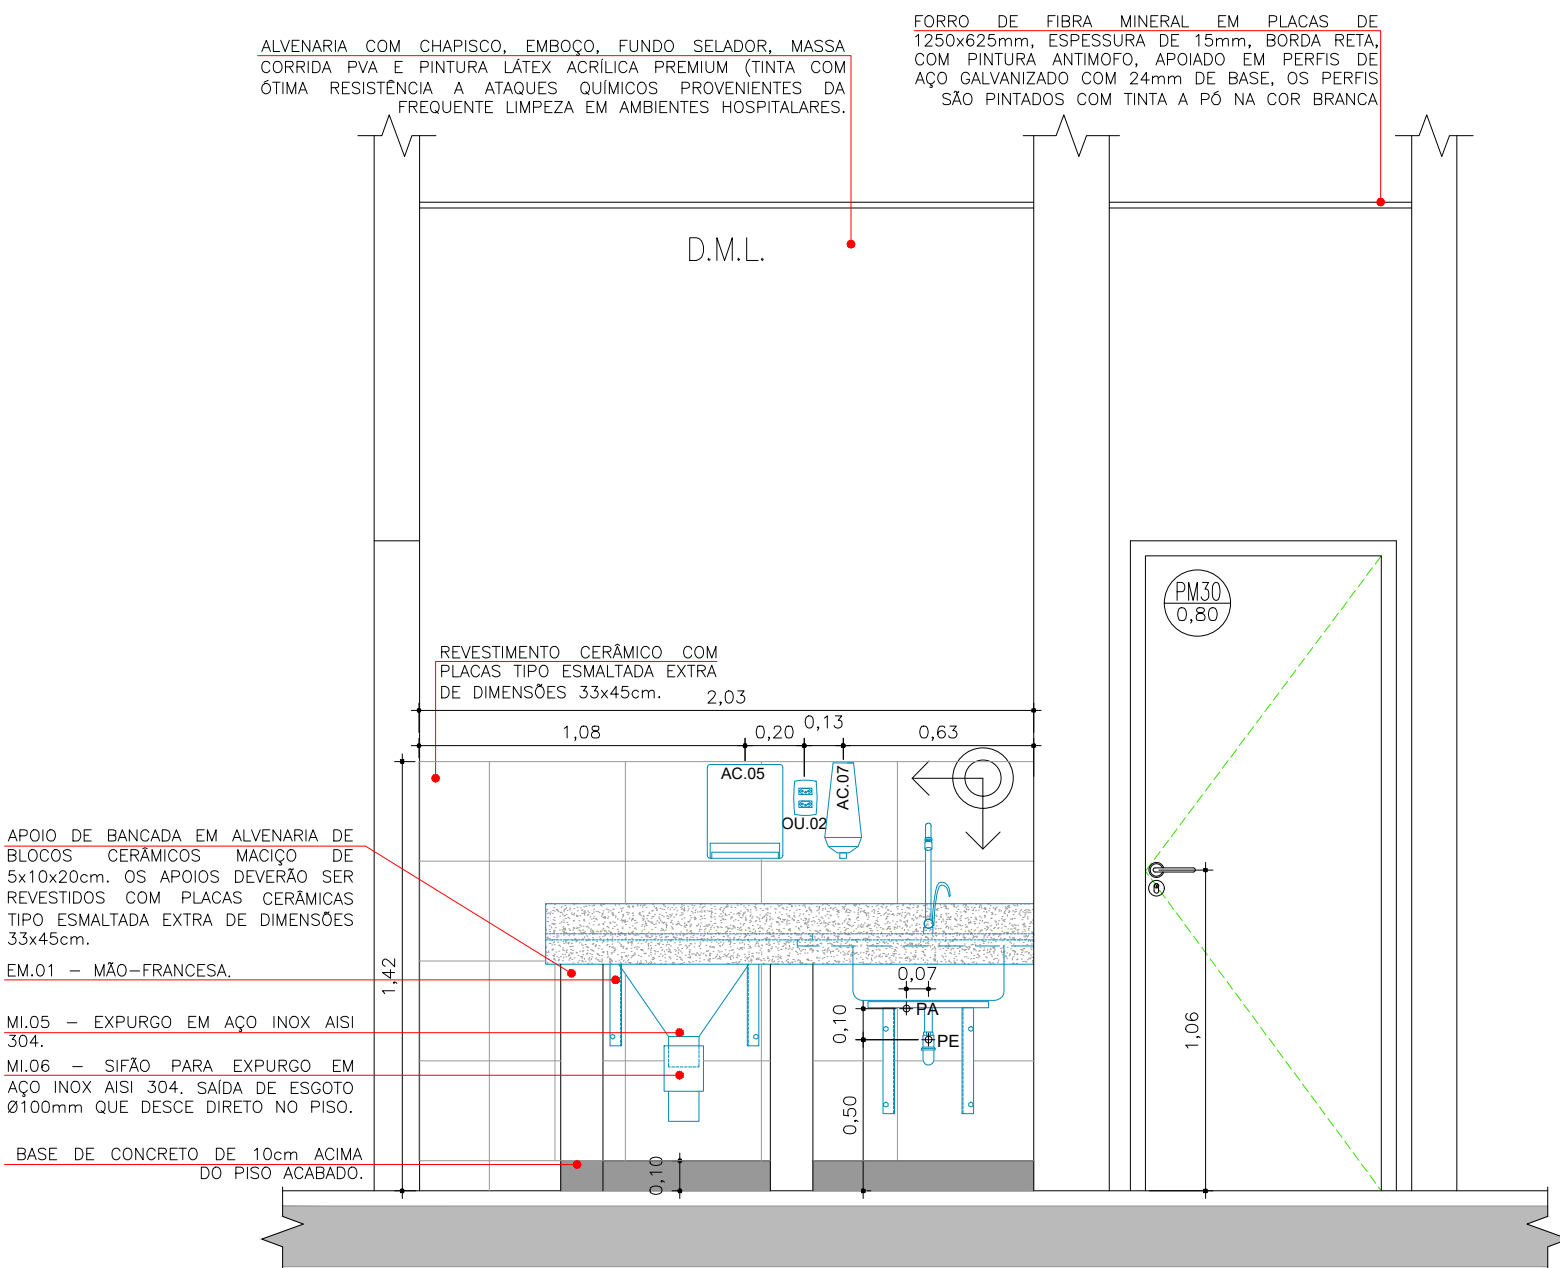 FORRO DE FIBRA MINERAL EM PLACAS DE
1250x625mm, ESPESSURA DE 15mm, BORDA RETA,
COM PINTURA ANTIMOFO, APOIADO EM PERFIS DE
AÇO GALVANIZADO COM 24mm DE BASE, OS PERFIS
SÃO PINTADOS COM TINTA A PÓ NA COR BRANCA
ALVENARIA COM CHAPISCO, EMBOÇO, FUNDO SELADOR, MASSA
CORRIDA PVA E PINTURA LÁTEX ACRÍLICA PREMIUM (TINTA COM
ÓTIMA RESISTÊNCIA A ATAQUES QUÍMICOS PROVENIENTES DA
FREQUENTE LIMPEZA EM AMBIENTES HOSPITALARES.
D.M.L.
PM30
0,80
REVESTIMENTO CERÂMICO COM
PLACAS TIPO ESMALTADA EXTRA
DE DIMENSÕES 33x45cm.
2,03
1,08
0,20
0,13
0,63
AC.05
OU.02
AC.07
APOIO DE BANCADA EM ALVENARIA DE
BLOCOS CERÂMICOS MACIÇO DE
5x10x20cm. OS APOIOS DEVERÃO SER
REVESTIDOS COM PLACAS CERÂMICAS
TIPO ESMALTADA EXTRA DE DIMENSÕES
33x45cm.
EM.01 – MÃO–FRANCESA.
1,42
0,07
PA
0,10
PE
1,06
MI.05 – EXPURGO EM AÇO INOX AISI
304.
MI.06 – SIFÃO PARA EXPURGO EM
AÇO INOX AISI 304. SAÍDA DE ESGOTO
Ø100mm QUE DESCE DIRETO NO PISO.
0,50
BASE DE CONCRETO DE 10cm ACIMA
DO PISO ACABADO.
0,10